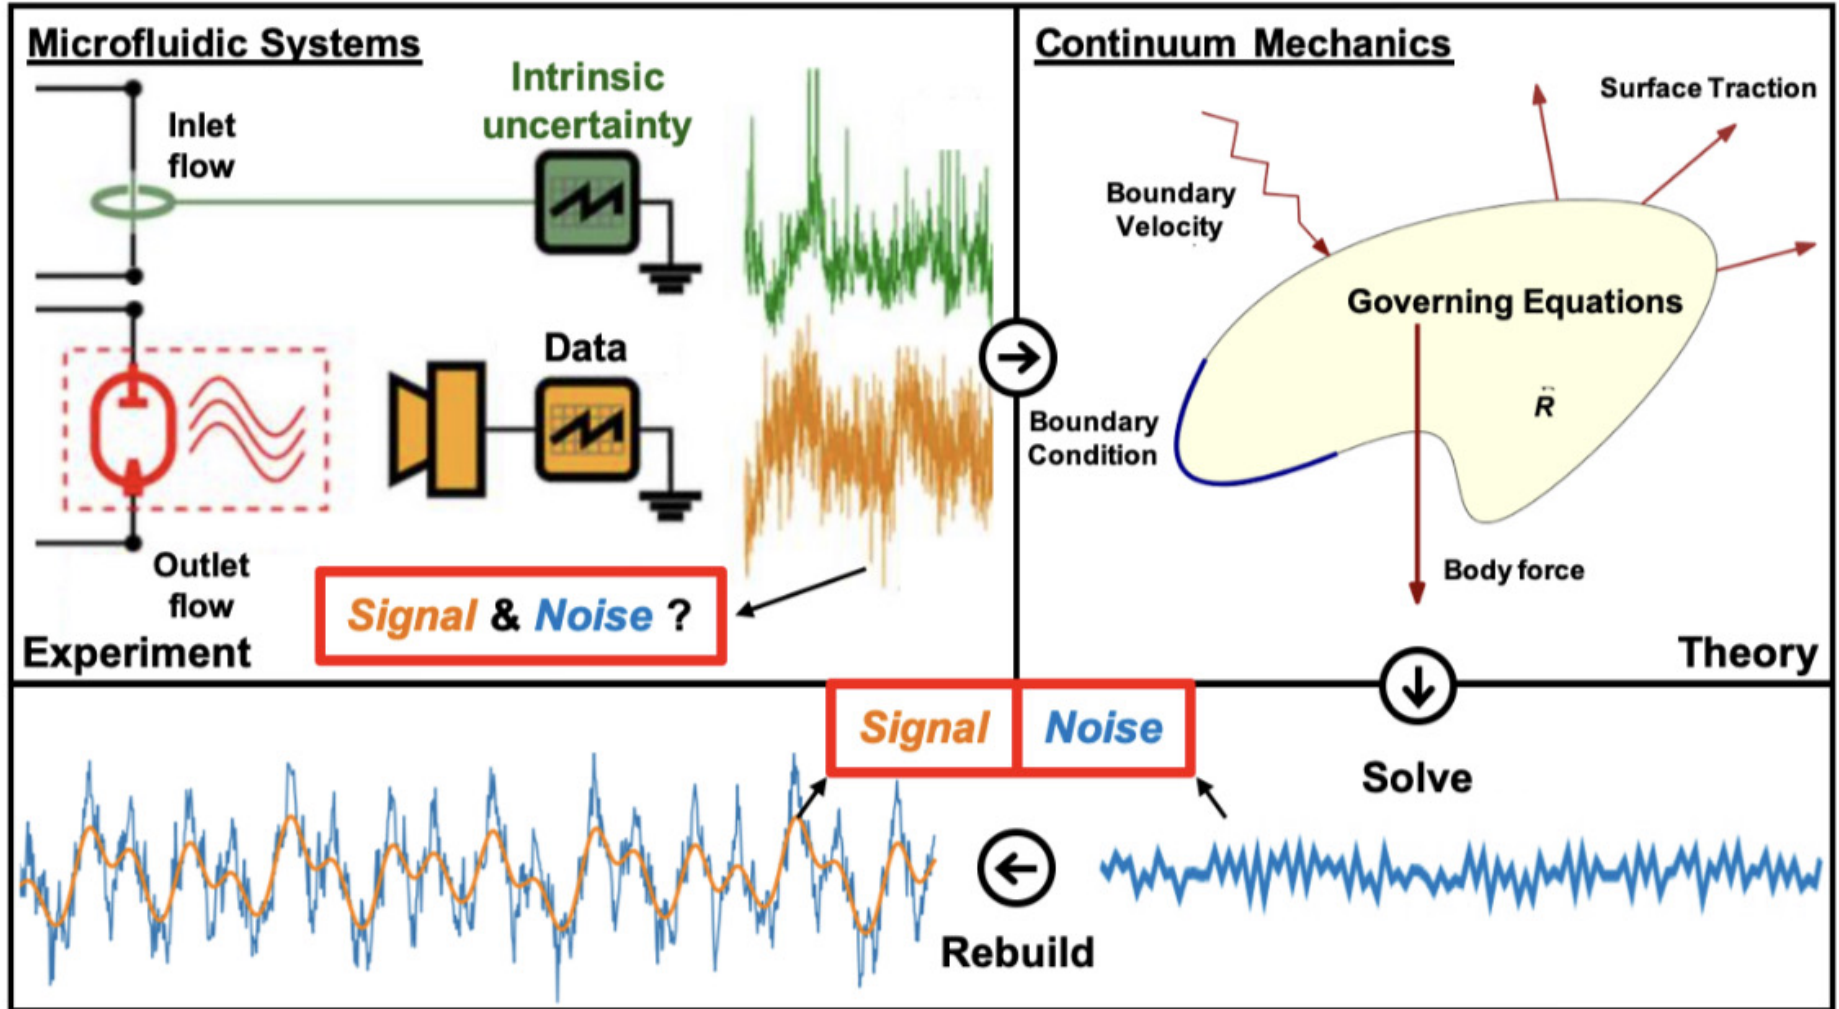 Microfluidic Systems
Intrinsic
uncertainty
Inlet
flow
Data
Outlet
flow
Signal & Noise ?
Experiment
Continuum Mechanics
Surface Traction
Boundary
Velocity
Governing Equations
R
Boundary
Condition
Body force
Theory
Signal
Noise
Solve
Rebuild